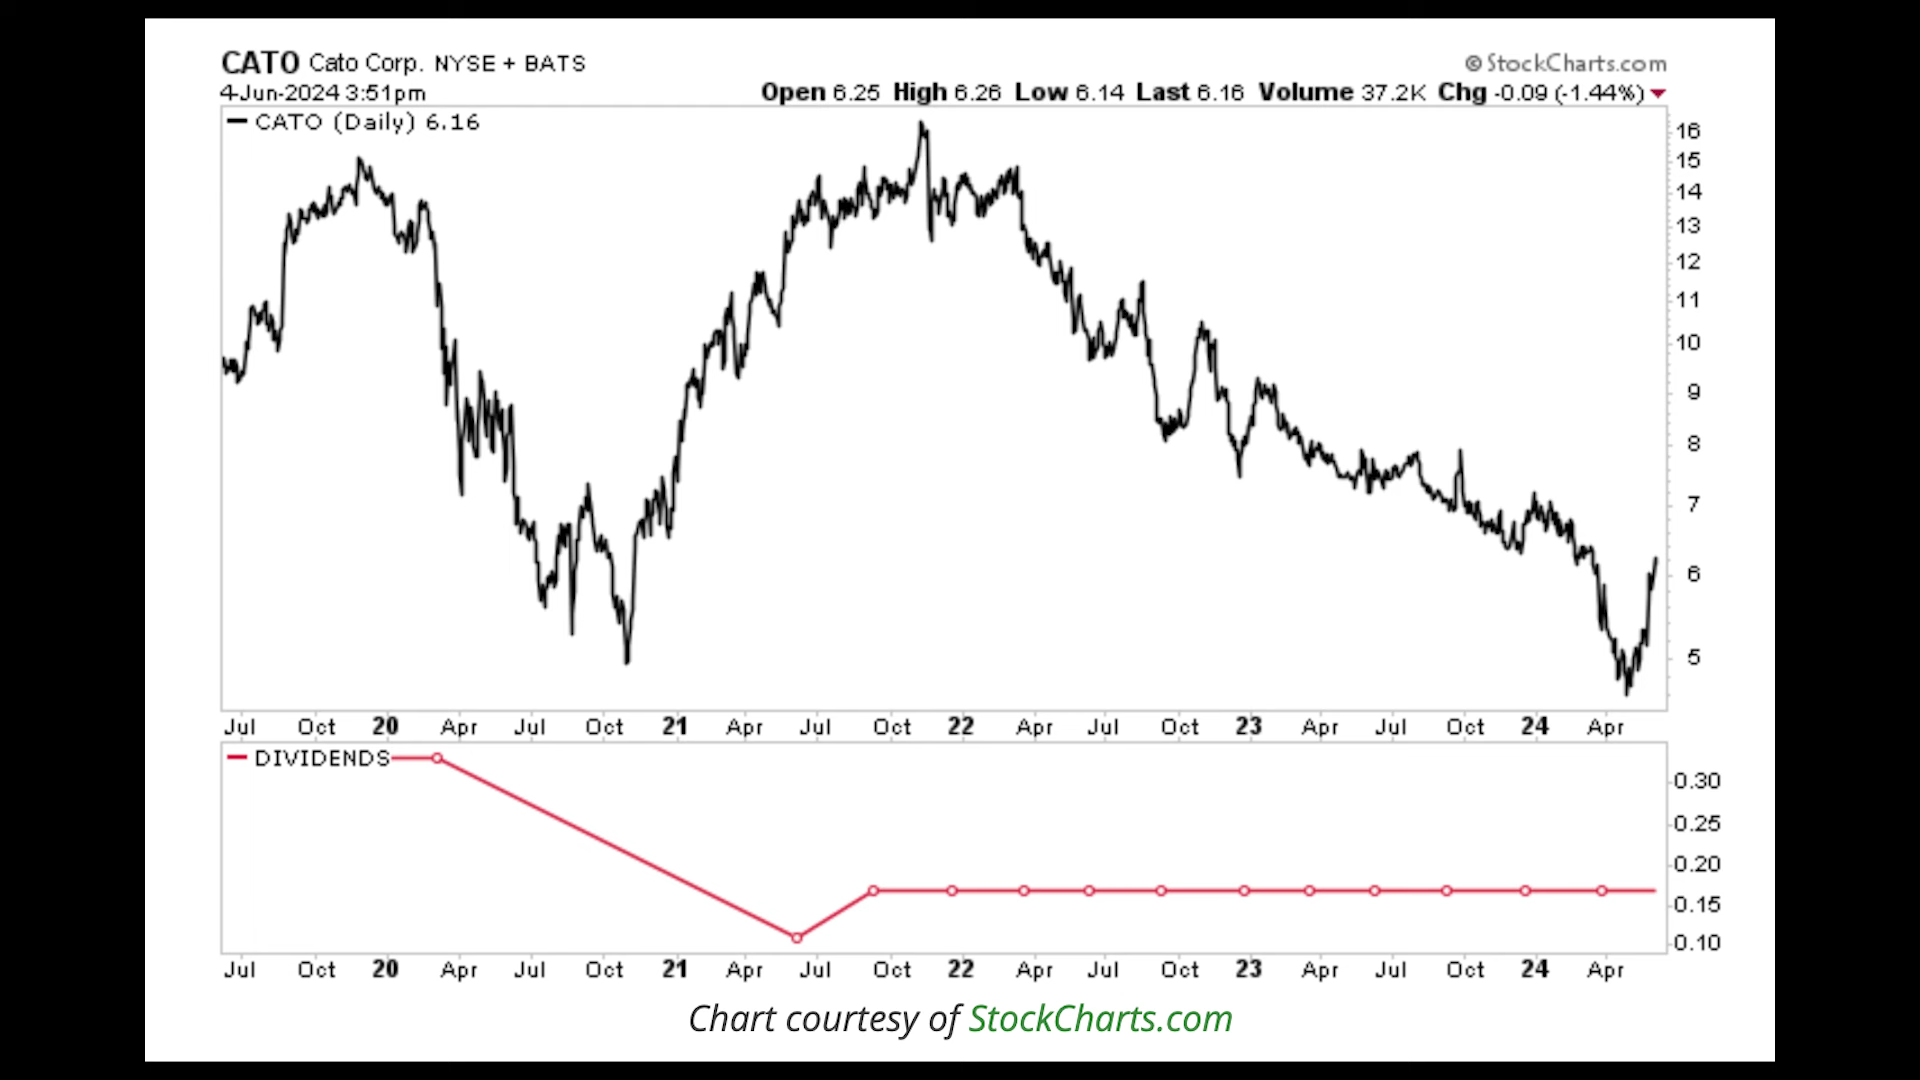 CATO Cato Corp. NYSE + BATS
© StockCharts.com
4-Jun-2024 3:51pm
Open 6.25 High 6.26 Low 6.14 Last 6.16 Volume 37.2K Chg -0.09 (-1.44%)
CATO (Daily) 6.16
16
15
14
13
12
11
10
9
8
7
6
5
Jul Oct 20 Apr Jul Oct 21 Apr Jul Oct 22 Apr Jul Oct 23 Apr Jul Oct 24 Apr
DIVIDENDS
0.30
0.25
0.20
0.15
0.10
Jul Oct 20 Apr Jul Oct 21 Apr Jul Oct 22 Apr Jul Oct 23 Apr Jul Oct 24 Apr
Chart courtesy of StockCharts.com